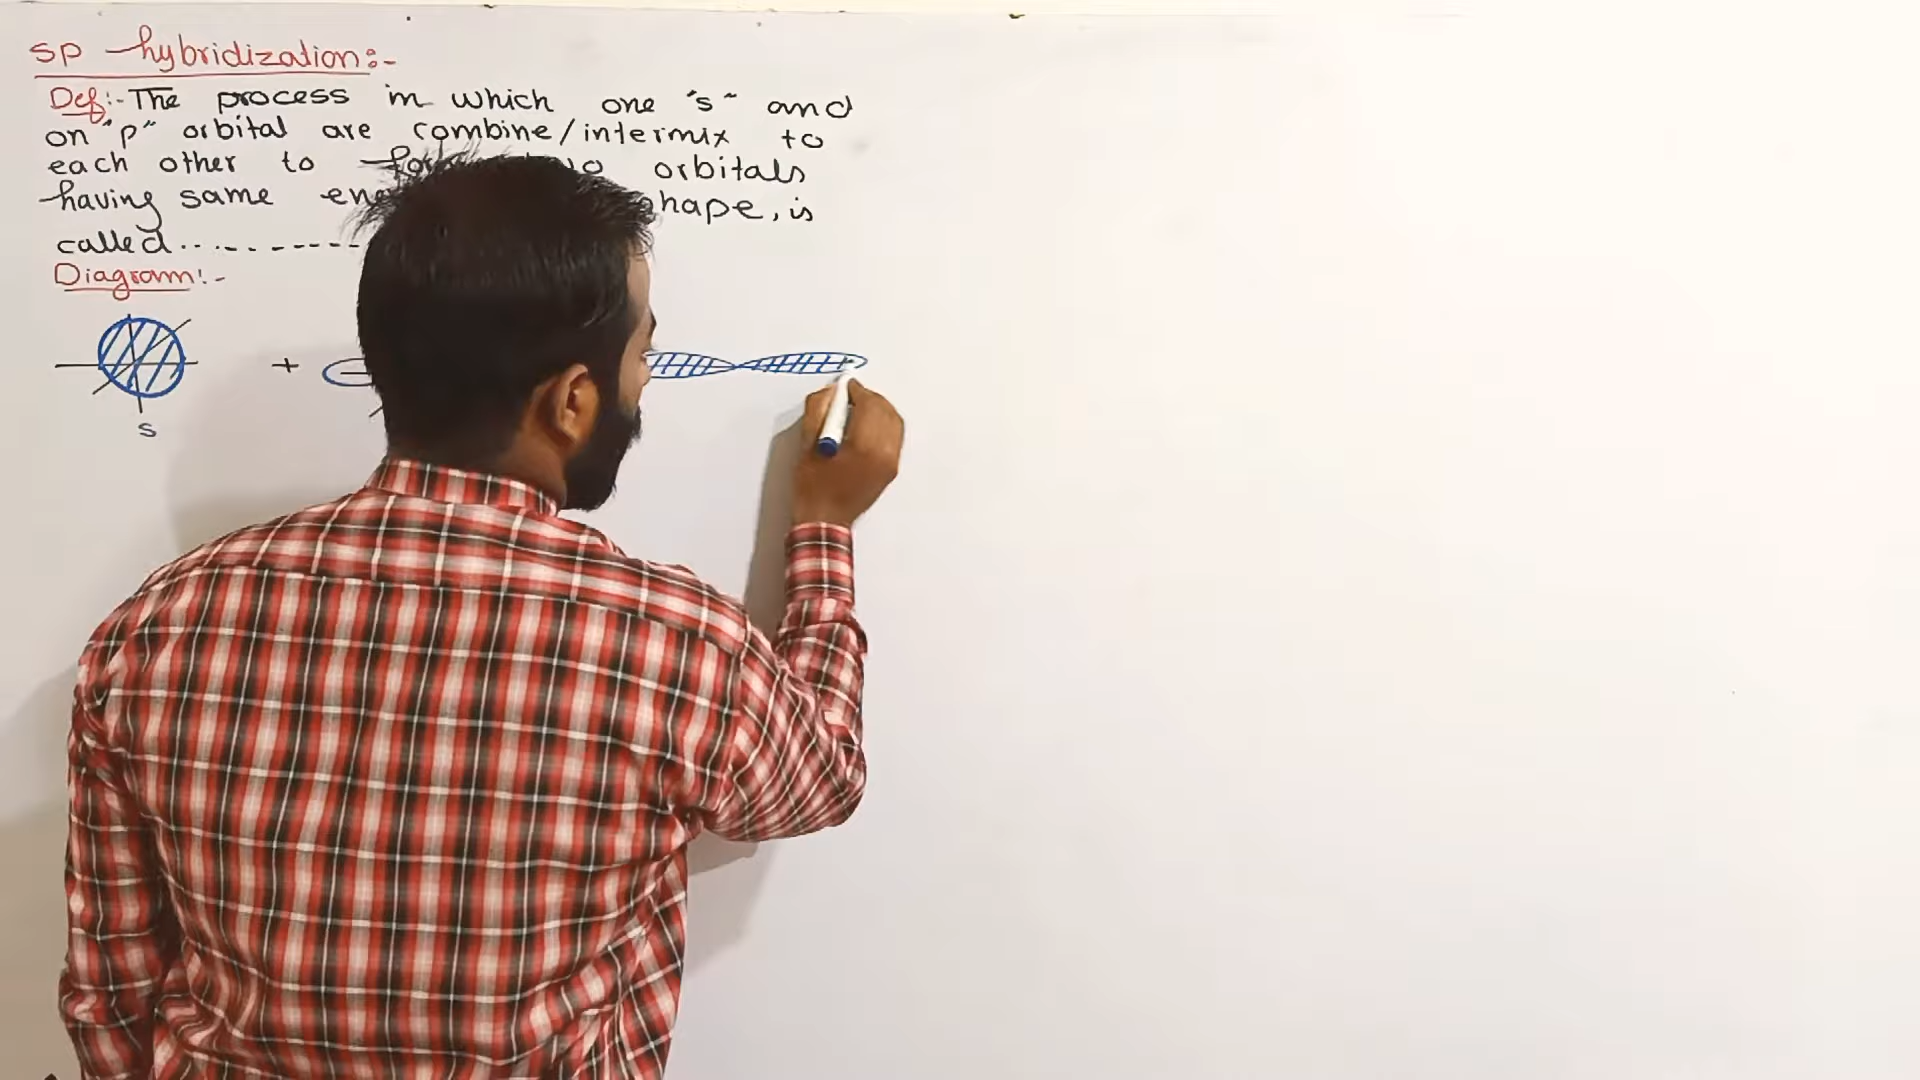 sp hybridization:-
Def:- The process in which one "s" and
on "p" orbital are combine/intermix to
each other to orbitals
having same shape, is
called...------
Diagram:-
+
s